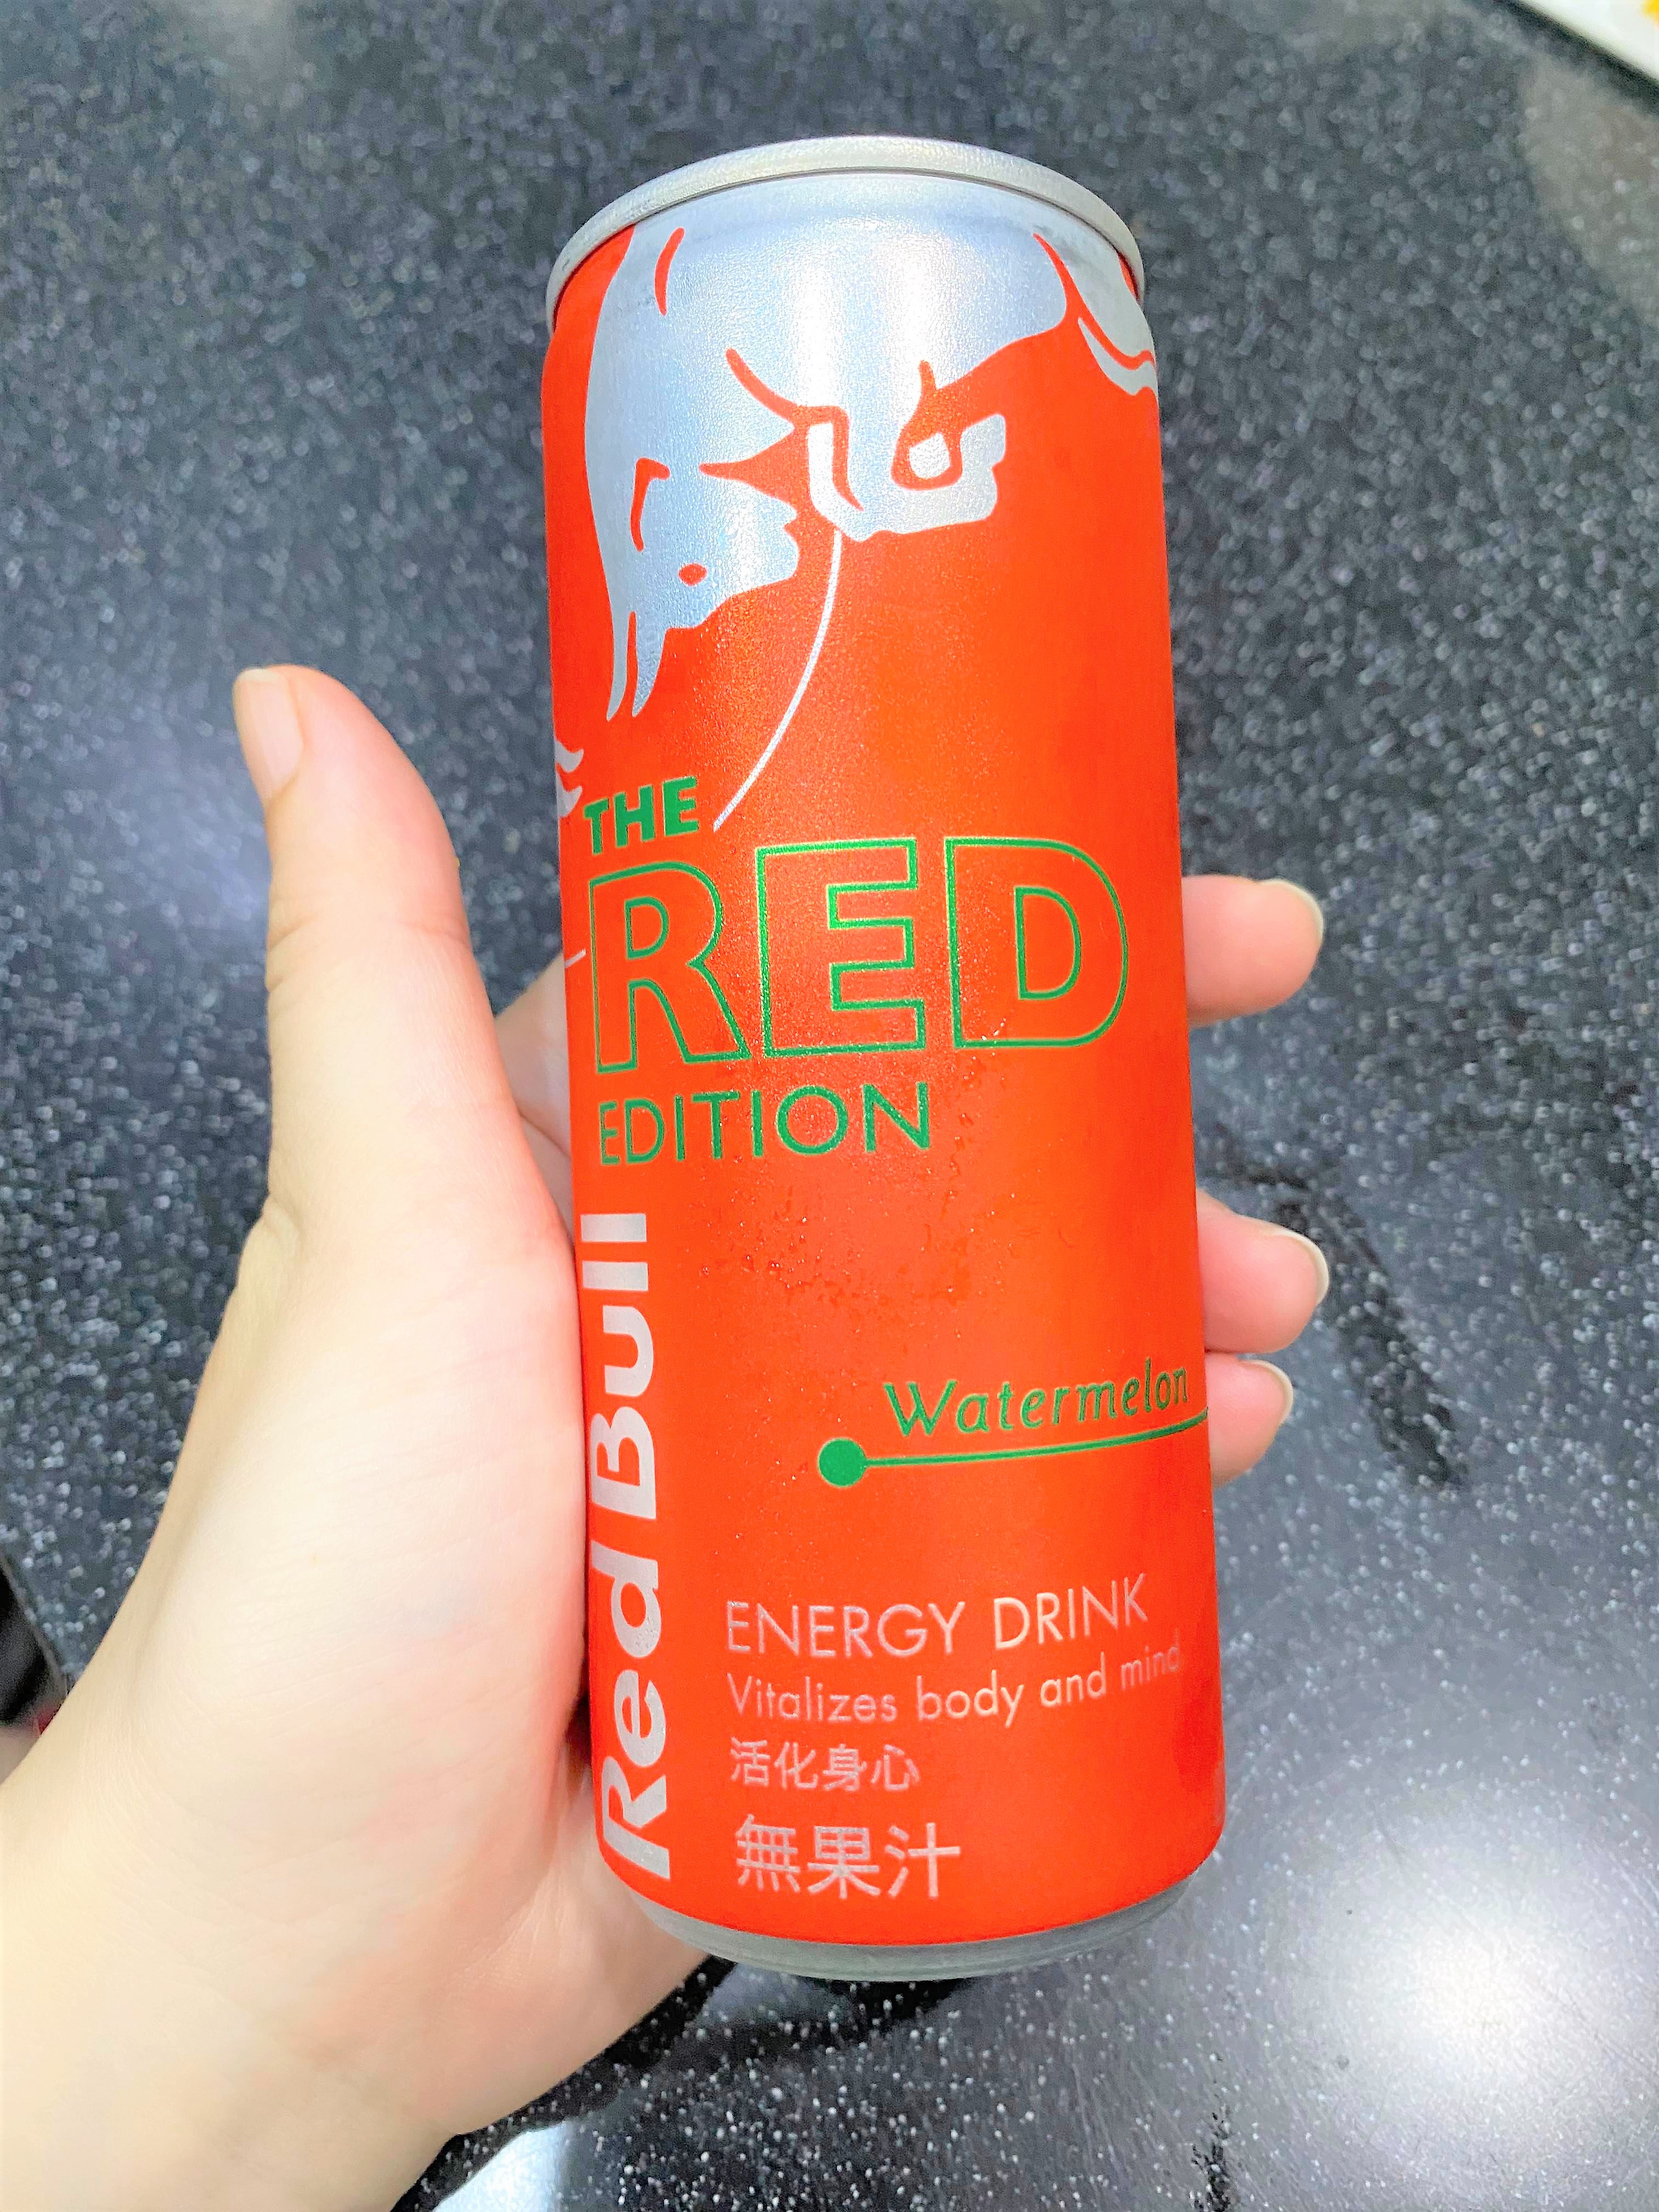 THE
RED
EDITION
Red Bull
Watermelon
ENERGY DRINK
Vitalizes body and mind.
活化身心
無果汁